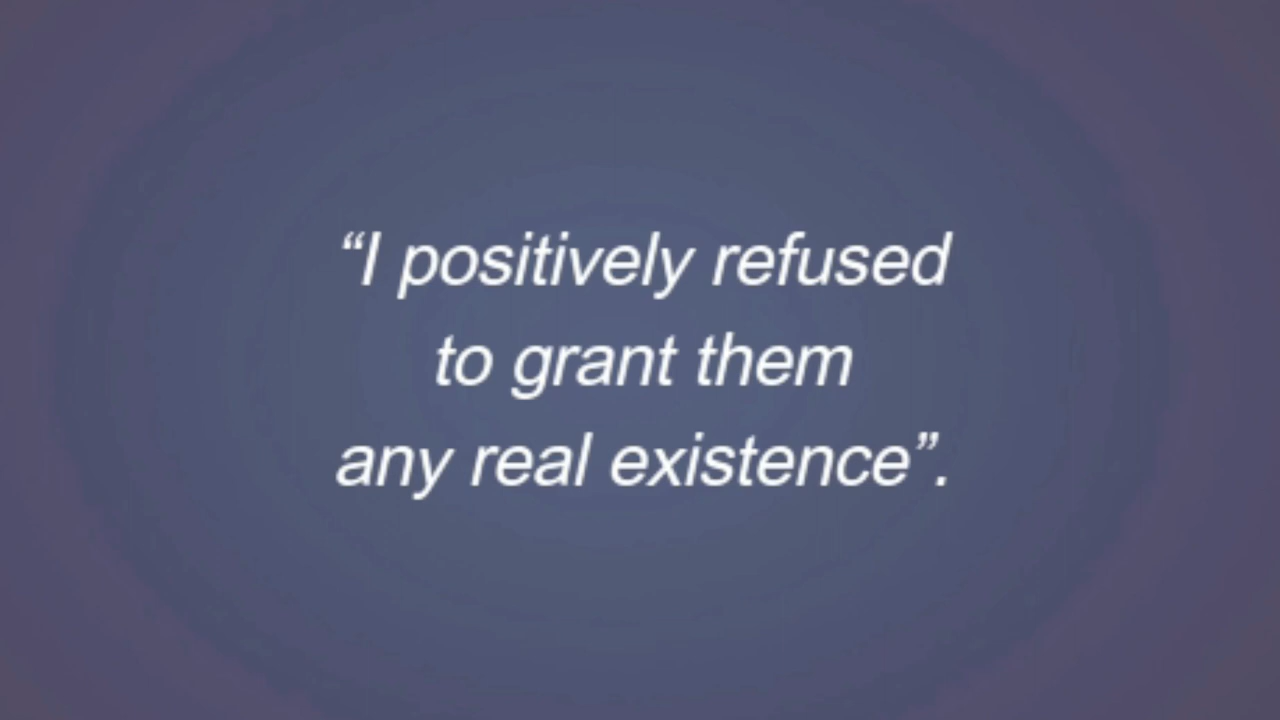 “I positively refused
to grant them
any real existence”.